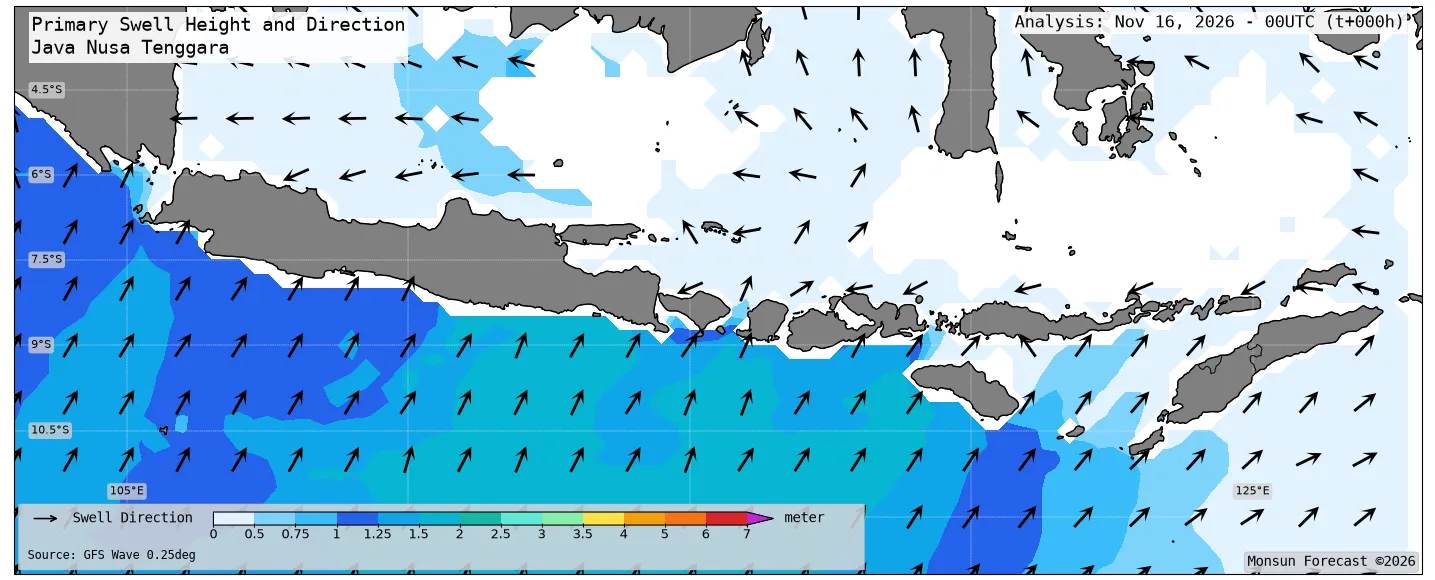 Primary Swell Height and Direction
Java Nusa Tenggara
Analysis: Nov 16, 2026 - 00UTC (t+000h)
4.5°S
6°S
7.5°S
9°S
10.5°S
105°E
125°E
Swell Direction
0 0.5 0.75 1 1.25 1.5 2 2.5 3 3.5 4 5 6 7
meter
Source: GFS Wave 0.25deg
Monsun Forecast ©2026